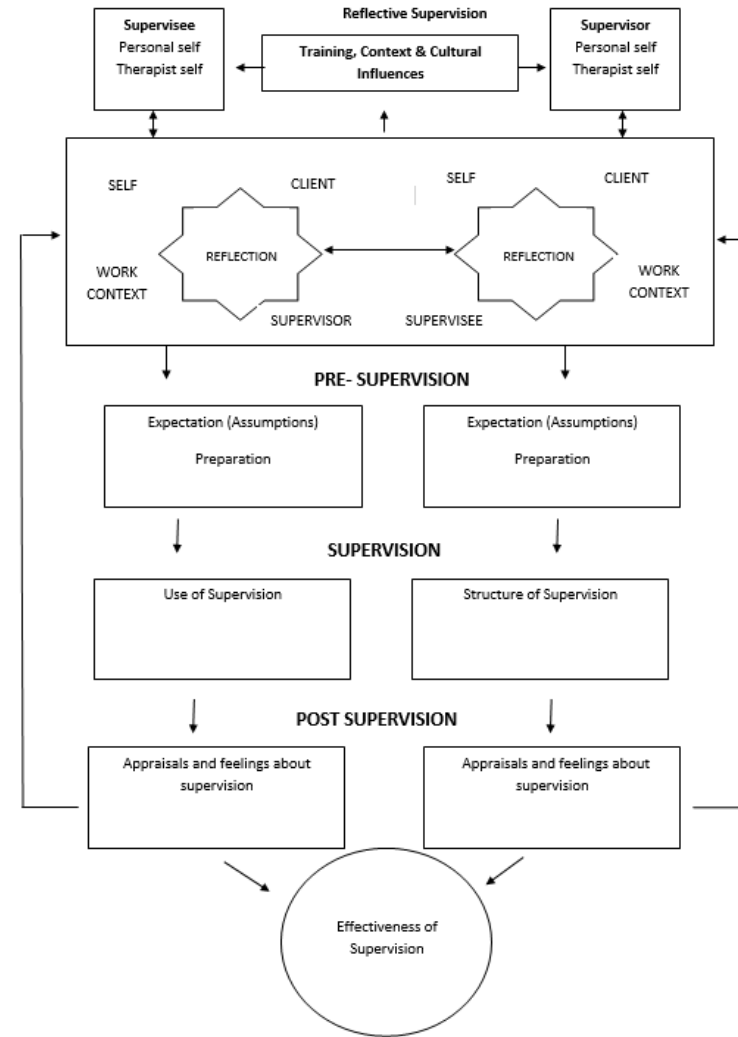 Reflective Supervision
Supervisee
Personal self
Therapist self
Training, Context & Cultural
Influences
Supervisor
Personal self
Therapist self
SELF
CLIENT
REFLECTION
WORK
CONTEXT
SUPERVISOR
SELF
CLIENT
REFLECTION
WORK
CONTEXT
SUPERVISEE
PRE- SUPERVISION
Expectation (Assumptions)
Preparation
Expectation (Assumptions)
Preparation
SUPERVISION
Use of Supervision
Structure of Supervision
POST SUPERVISION
Appraisals and feelings about
supervision
Appraisals and feelings about
supervision
Effectiveness of
Supervision